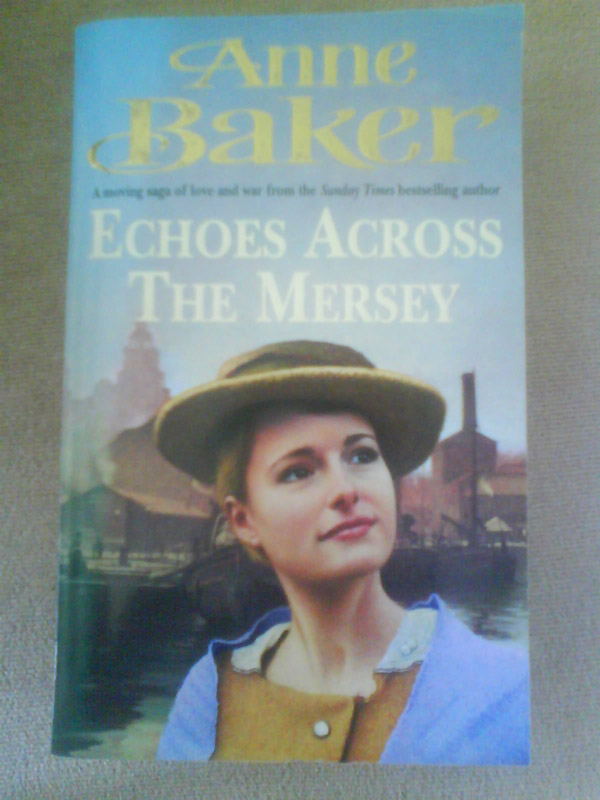 Anne
Baker
A moving saga of love and war from the Sunday Times bestselling author
ECHOES ACROSS
THE MERSEY